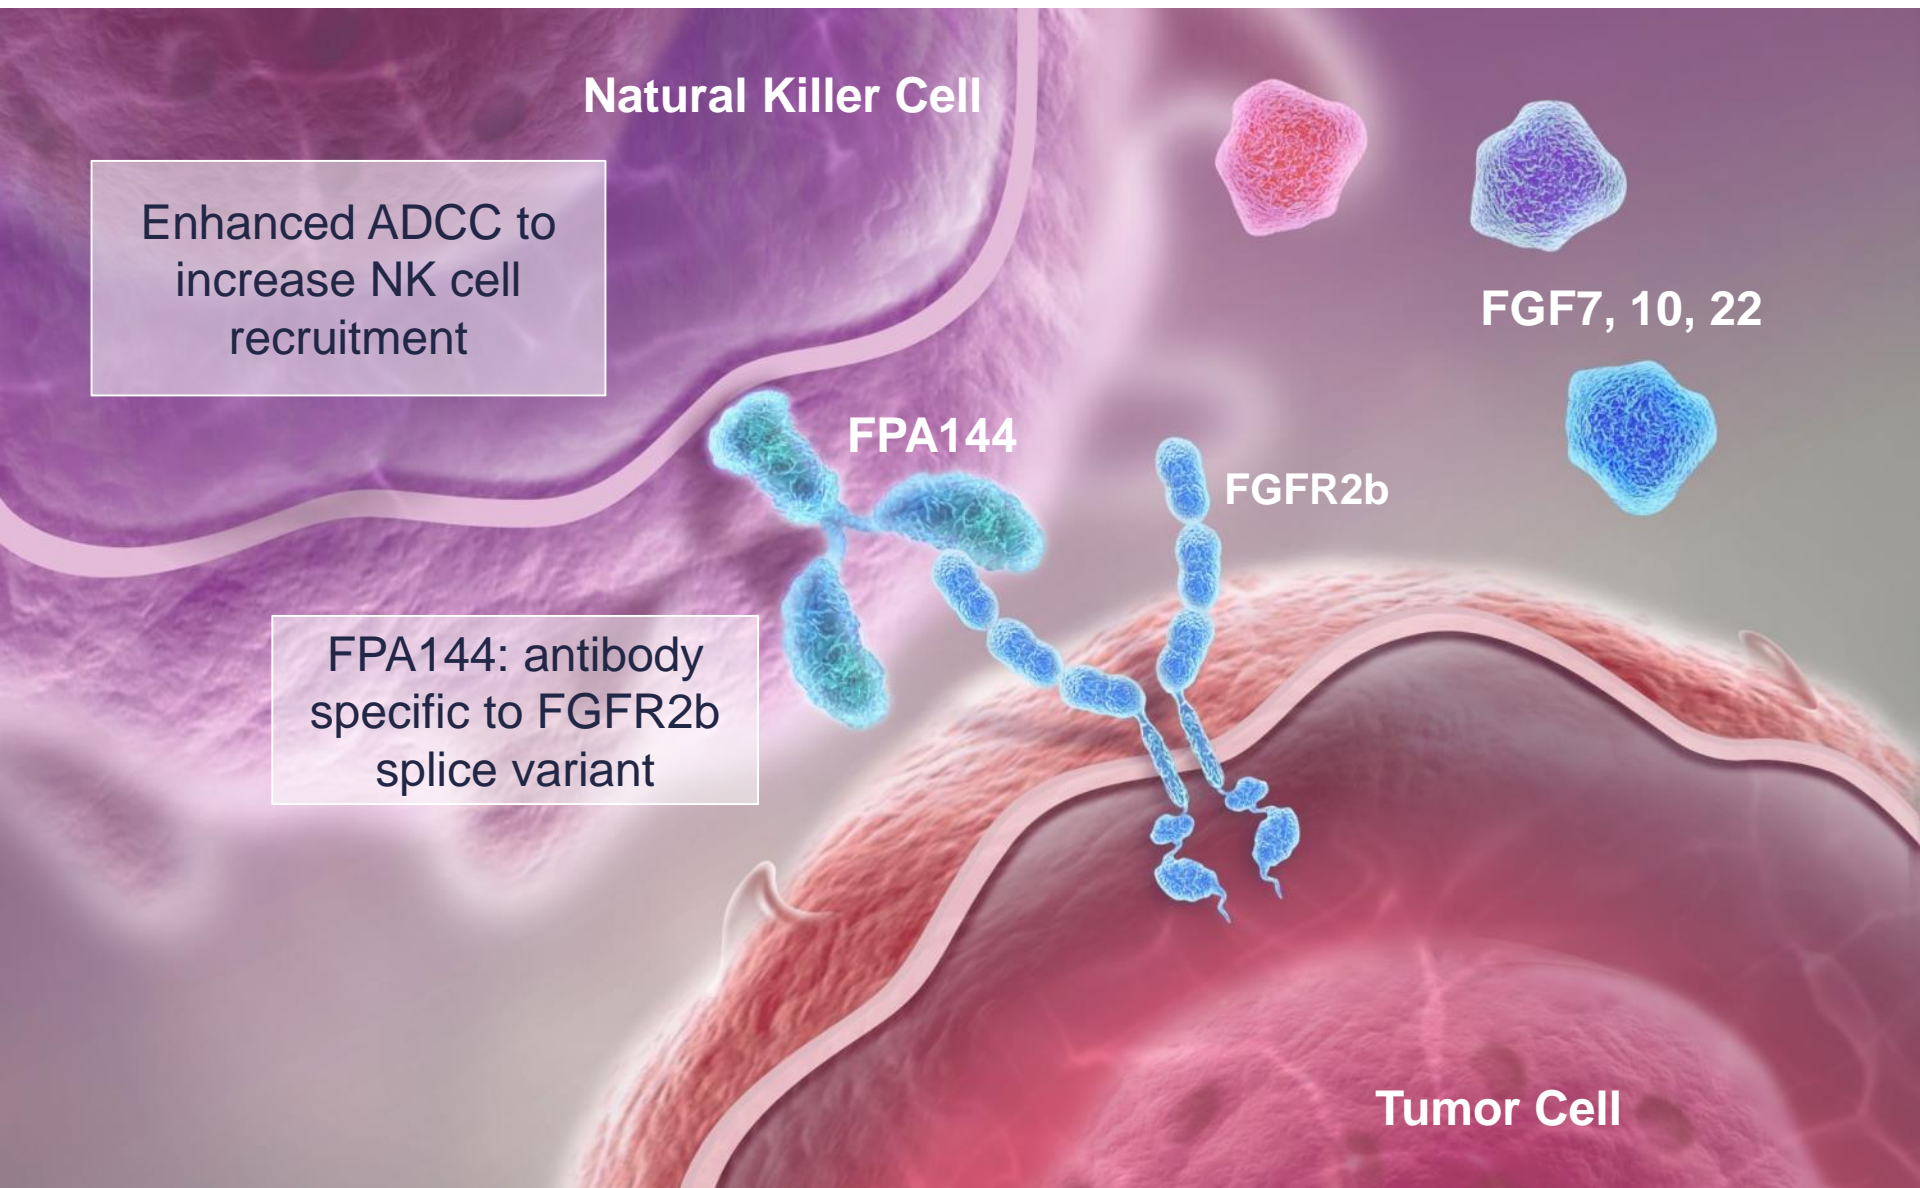 Natural Killer Cell
Enhanced ADCC to
increase NK cell
recruitment
FGF7, 10, 22
FPA144
FGFR2b
FPA144: antibody
specific to FGFR2b
splice variant
Tumor Cell